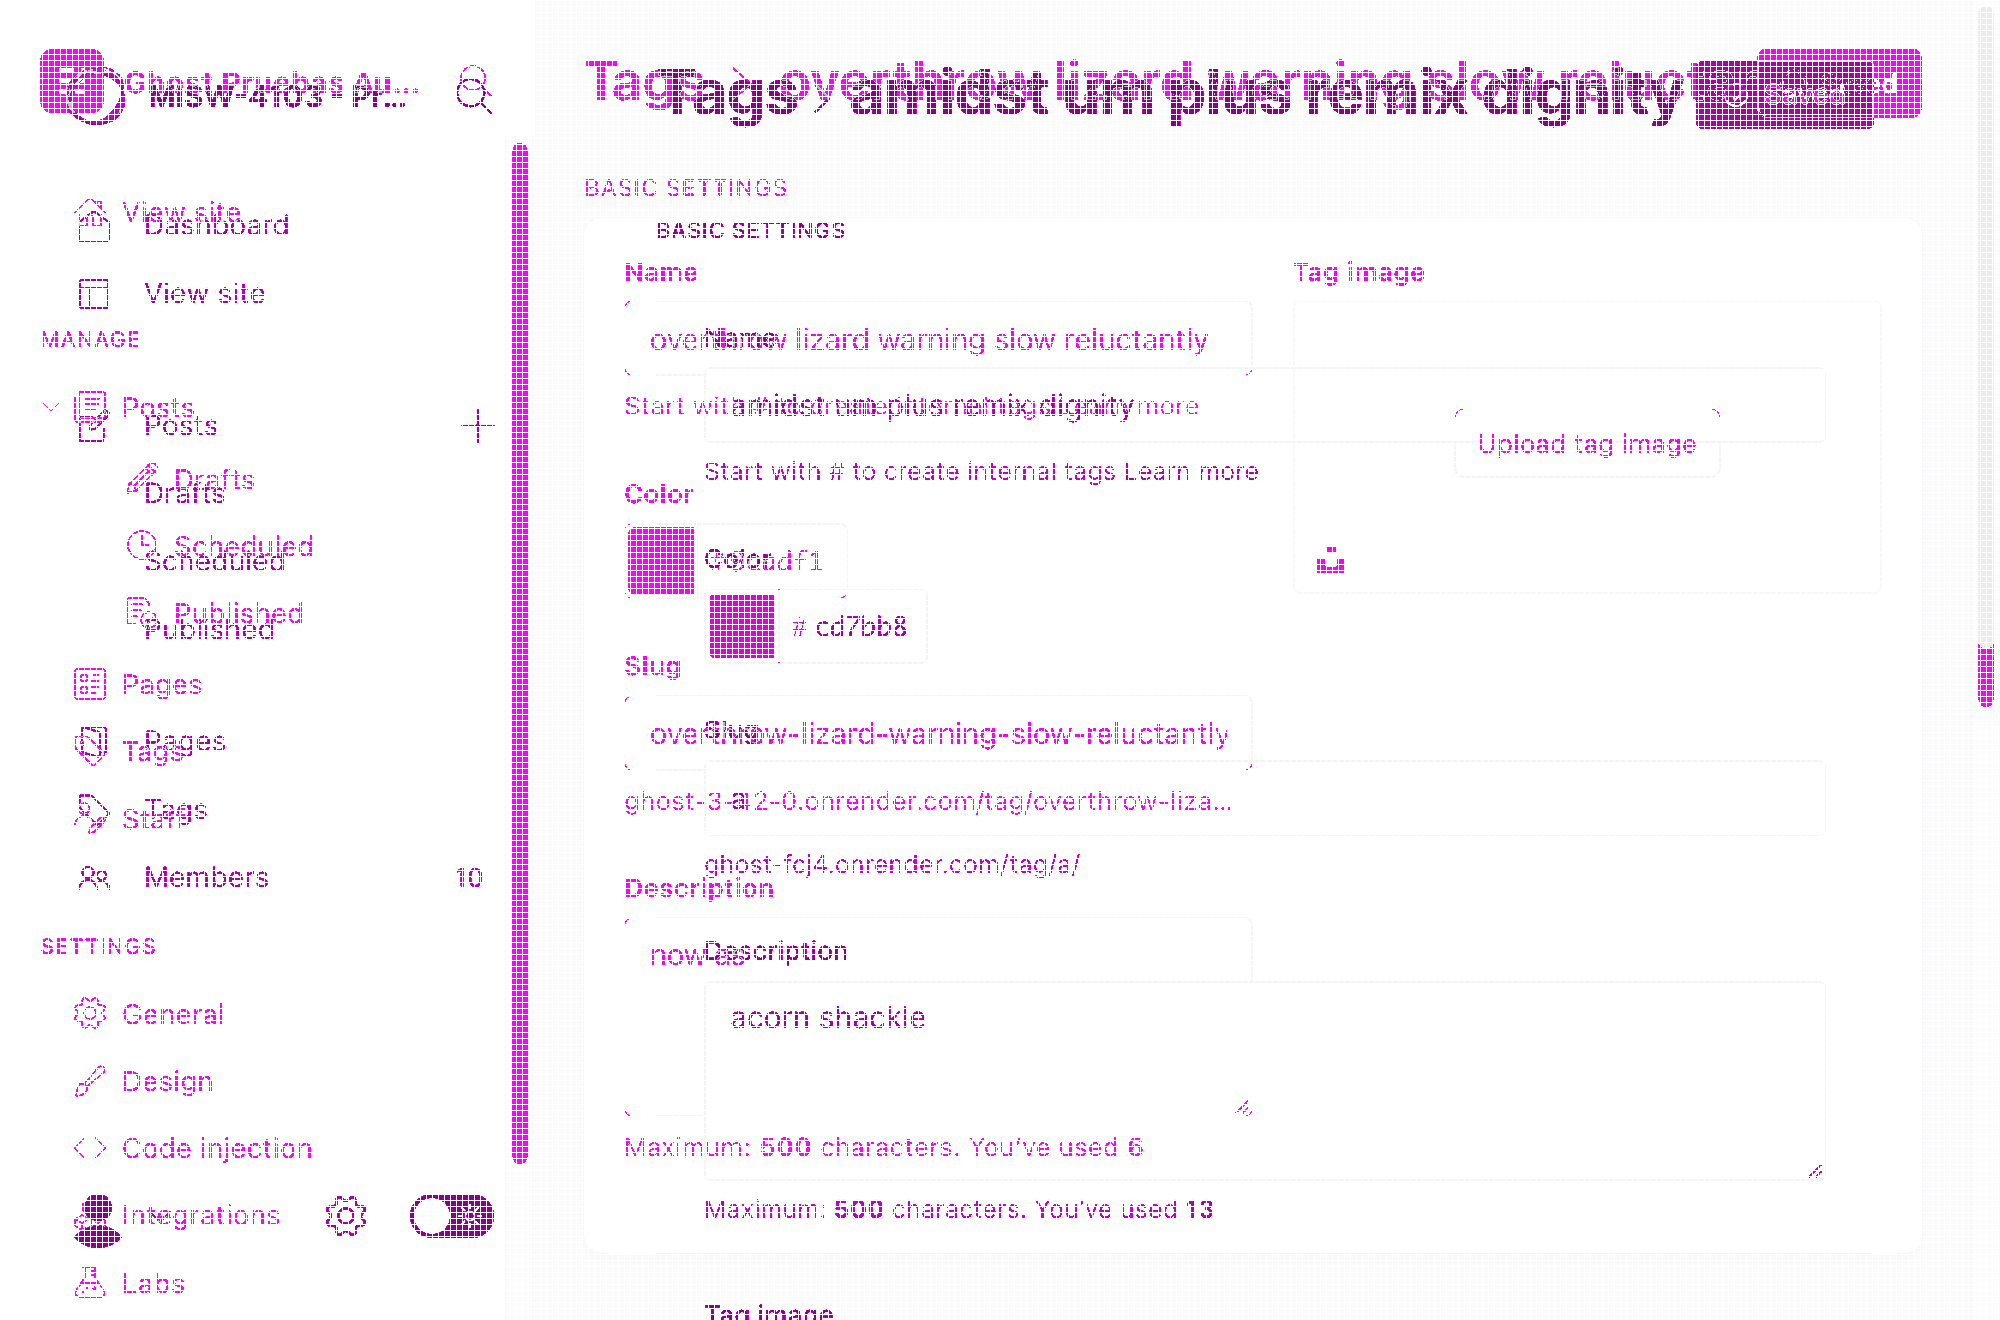 Ghost Pruebas Au...
MSW-4103 - Pr...
Tags > overthrow lizard warning slow reluct
Tags > amidst um plus remix dignity
Saved
View site
Dashboard
View site
MANAGE
Posts
Posts
Drafts
Drafts
Scheduled
Scheduled
Published
Published
Pages
Pages
Tags
Tags
Staff
Members 10
SETTINGS
General
Design
Code injection
Integrations
Labs
BASIC SETTINGS
BASIC SETTINGS
Name
Tag image
overthrow lizard warning slow reluctantly
Name
Start with # to create internal tags Learn more
amidst um plus remix dignity
Upload tag image
Start with # to create internal tags Learn more
Color
Color
# cd7bb8
Slug
overthrow-lizard-warning-slow-reluctantly
Slug
ghost-3-42-0.onrender.com/tag/overthrow-liza...
a
ghost-fcj4.onrender.com/tag/a/
Description
now as
Description
acorn shackle
Maximum: 500 characters. You've used 6
Maximum: 500 characters. You've used 13
Tag image